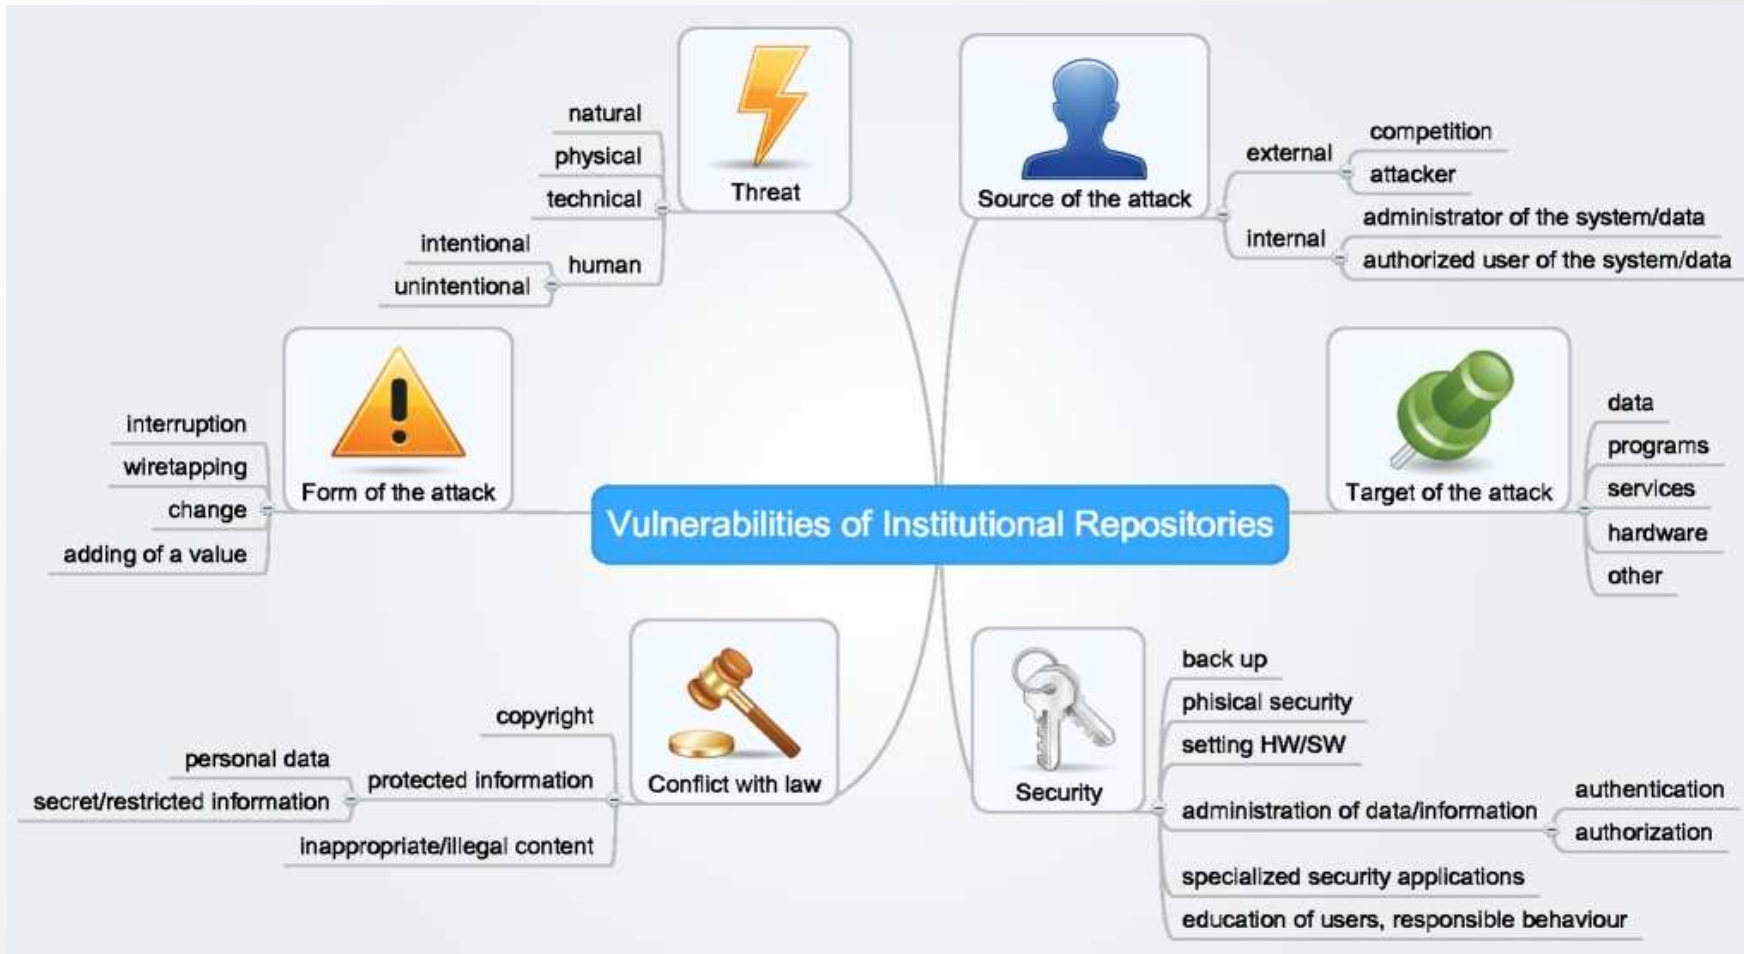 Threat
natural
physical
technical
human
intentional
unintentional
Source of the attack
external
competition
attacker
internal
administrator of the system/data
authorized user of the system/data
Form of the attack
interruption
wiretapping
change
adding of a value
Vulnerabilities of Institutional Repositories
Target of the attack
data
programs
services
hardware
other
Conflict with law
copyright
protected information
personal data
secret/restricted information
inappropriate/illegal content
Security
back up
phisical security
setting HW/SW
administration of data/information
authentication
authorization
specialized security applications
education of users, responsible behaviour